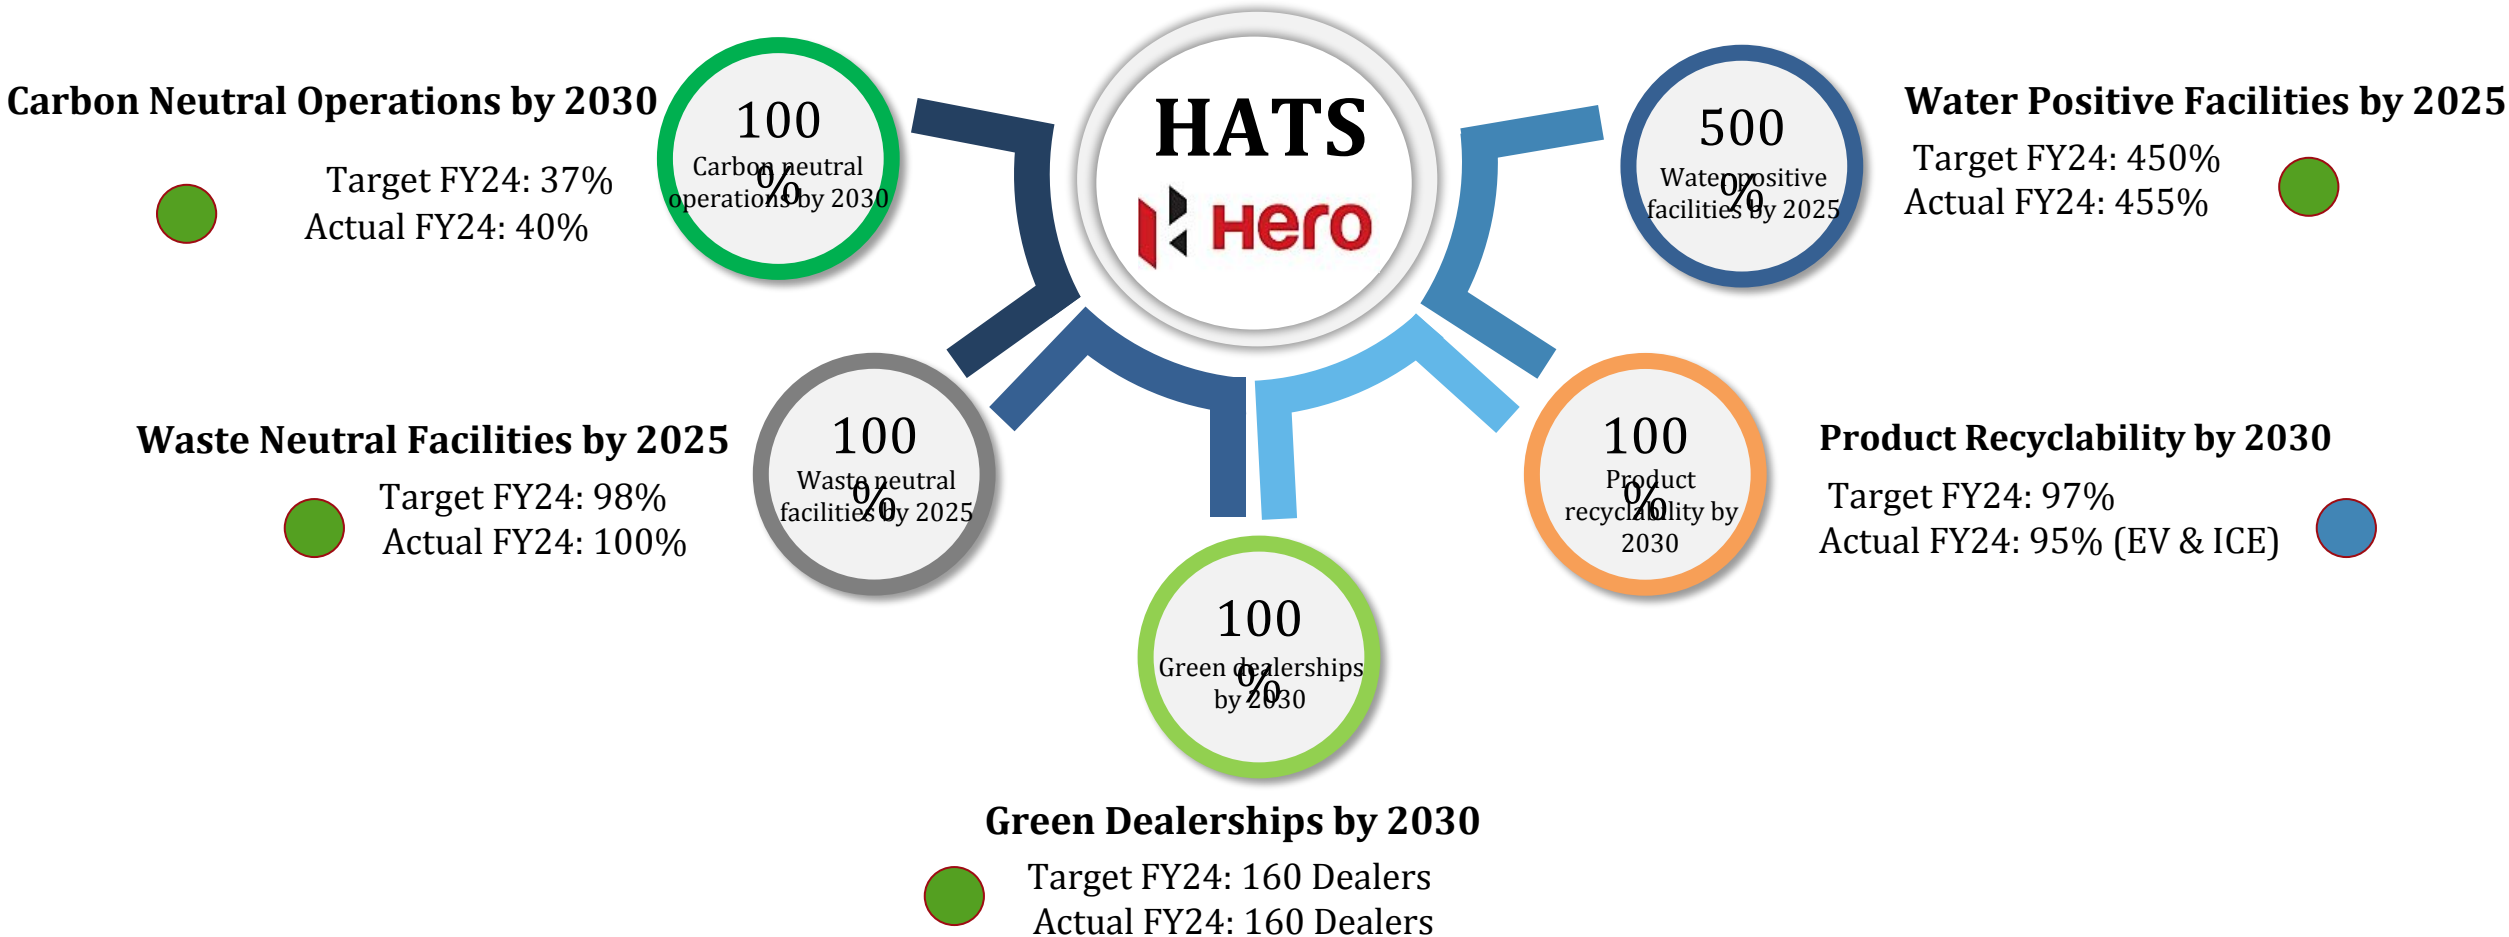 HATS
Hero
Carbon Neutral Operations by 2030
Target FY24: 37%
Actual FY24: 40%
100
%
Carbon neutral
operations by 2030
500
%
Water positive
facilities by 2025
Water Positive Facilities by 2025
Target FY24: 450%
Actual FY24: 455%
Waste Neutral Facilities by 2025
Target FY24: 98%
Actual FY24: 100%
100
%
Waste neutral
facilities by 2025
100
%
Product
recyclability by
2030
Product Recyclability by 2030
Target FY24: 97%
Actual FY24: 95% (EV & ICE)
100
%
Green dealerships
by 2030
Green Dealerships by 2030
Target FY24: 160 Dealers
Actual FY24: 160 Dealers